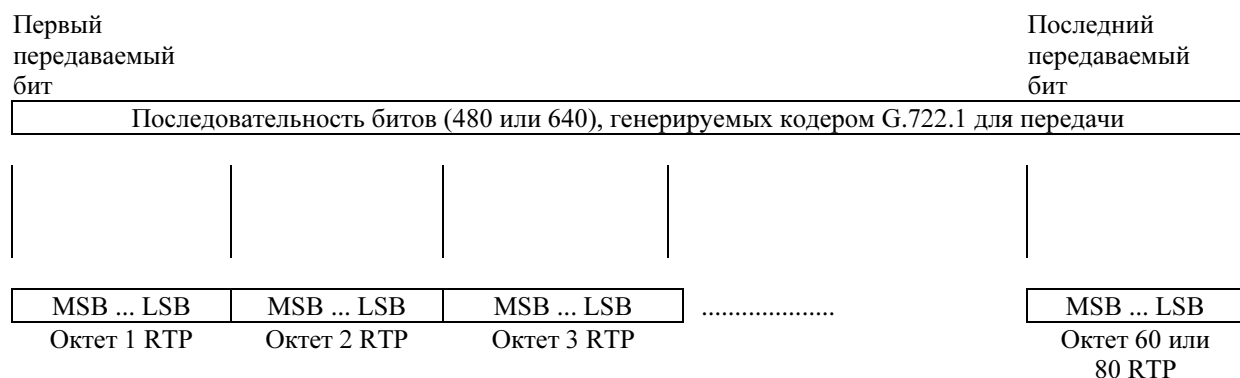 Первый
передаваемый
бит
Последний
передаваемый
бит
Последовательность битов (480 или 640), генерируемых кодером G.722.1 для передачи
MSB ... LSB MSB ... LSB MSB ... LSB .................... MSB ... LSB
Октет 1 RTP Октет 2 RTP Октет 3 RTP Октет 60 или
80 RTP